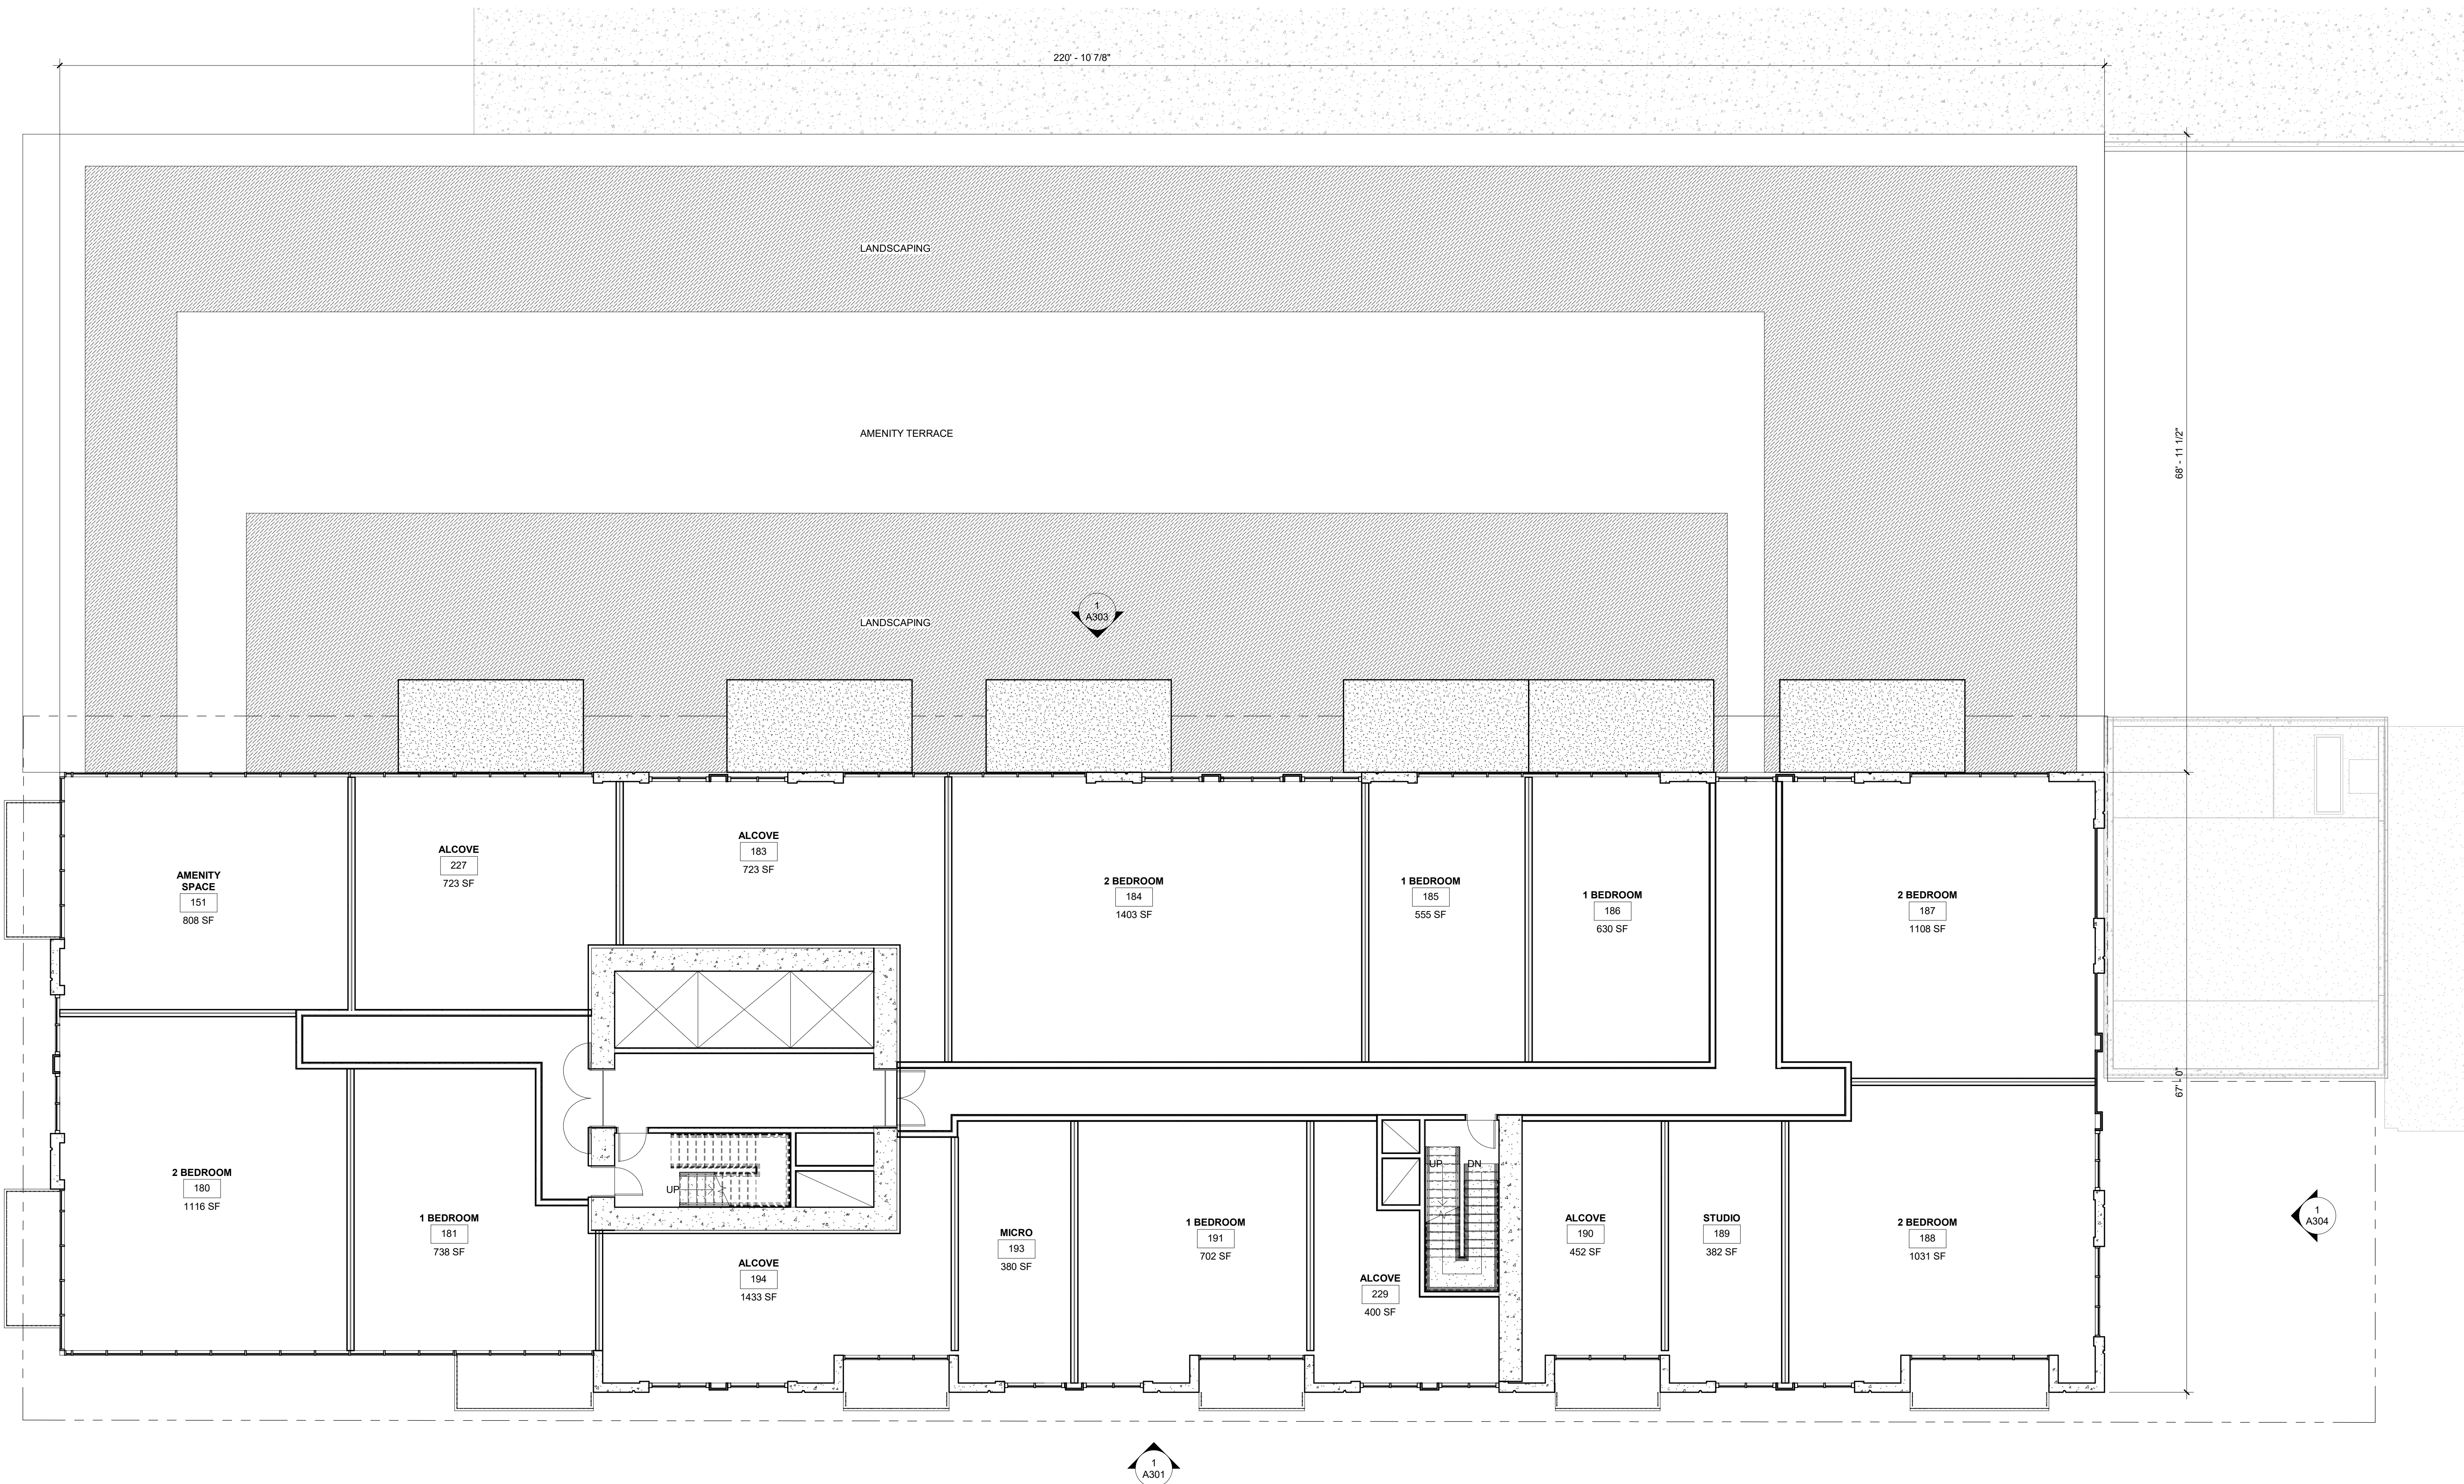 220' - 10 7/8"
LANDSCAPING
AMENITY TERRACE
68' - 11 1/2"
LANDSCAPING
1
A303
ALCOVE
183
723 SF
ALCOVE
227
723 SF
AMENITY
SPACE
151
808 SF
2 BEDROOM
184
1403 SF
1 BEDROOM
185
555 SF
1 BEDROOM
186
630 SF
2 BEDROOM
187
1108 SF
67' - 0"
2 BEDROOM
180
1116 SF
1 BEDROOM
181
738 SF
UP
ALCOVE
194
1433 SF
MICRO
193
380 SF
1 BEDROOM
191
702 SF
ALCOVE
229
400 SF
UP
DN
ALCOVE
190
452 SF
STUDIO
189
382 SF
2 BEDROOM
188
1031 SF
1
A304
1
A301